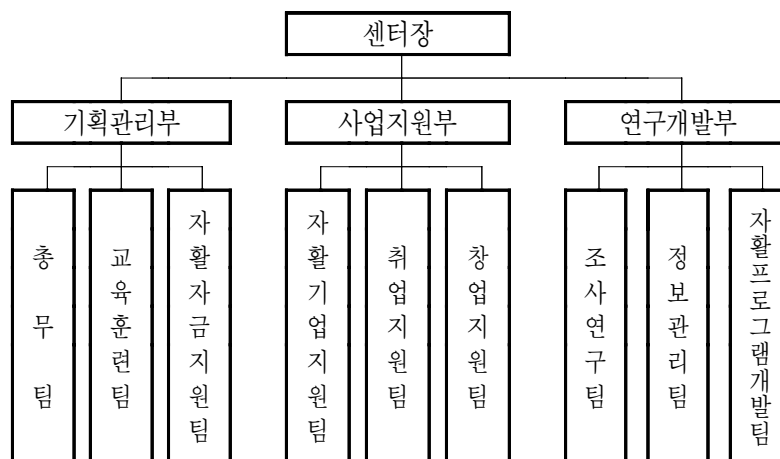 센터장
기획관리부
사업지원부
연구개발부
총무팀
교육훈련팀
자활자금지원팀
자활기업지원팀
취업지원팀
창업지원팀
조사연구팀
정보관리팀
자활프로그램개발팀